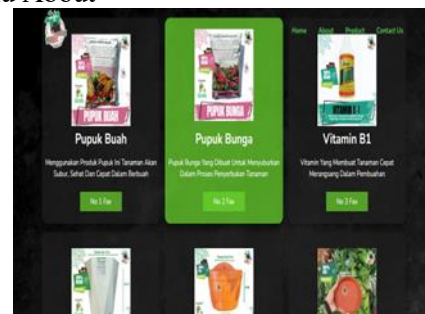 Home About Product Contact Us
PUPUK BUAH
PUPUK BUNGA
VITAMIN B-1
Pupuk Buah
Pupuk Bunga
Vitamin B1
Menggunakan Produk Pupuk Ini Tanaman Akan
Subur, Sehat Dan Cepat Dalam Berbuah
Pupuk Bunga Yang Dibuat Untuk Menyuburkan
Dalam Proses Penyerbukan Tanaman
Vitamin Yang Membuat Tanaman Cepat
Merangsang Dalam Pembuahan
No 1 Fav
No 2 Fav
No 3 Fav